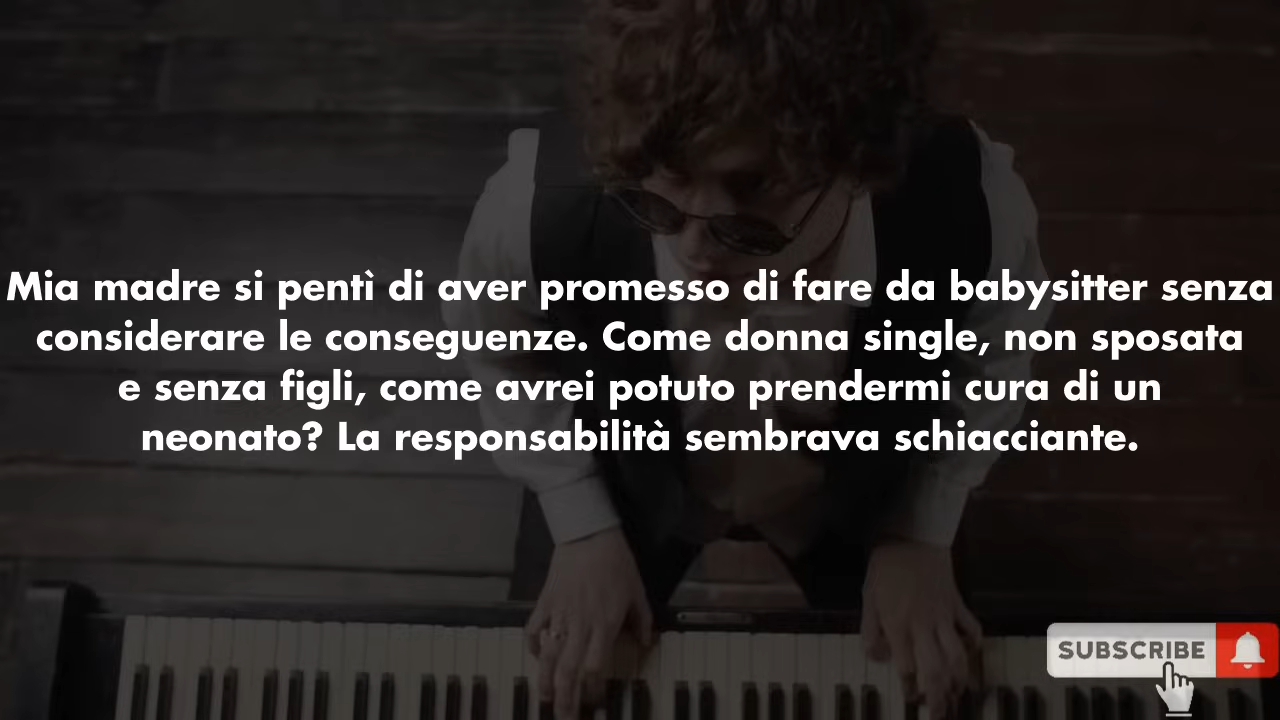 Mia madre si pentì di aver promesso di fare da babysitter senza
considerare le conseguenze. Come donna single, non sposata
e senza figli, come avrei potuto prendermi cura di un
neonato? La responsabilità sembrava schiacciante.
SUBSCRIBE